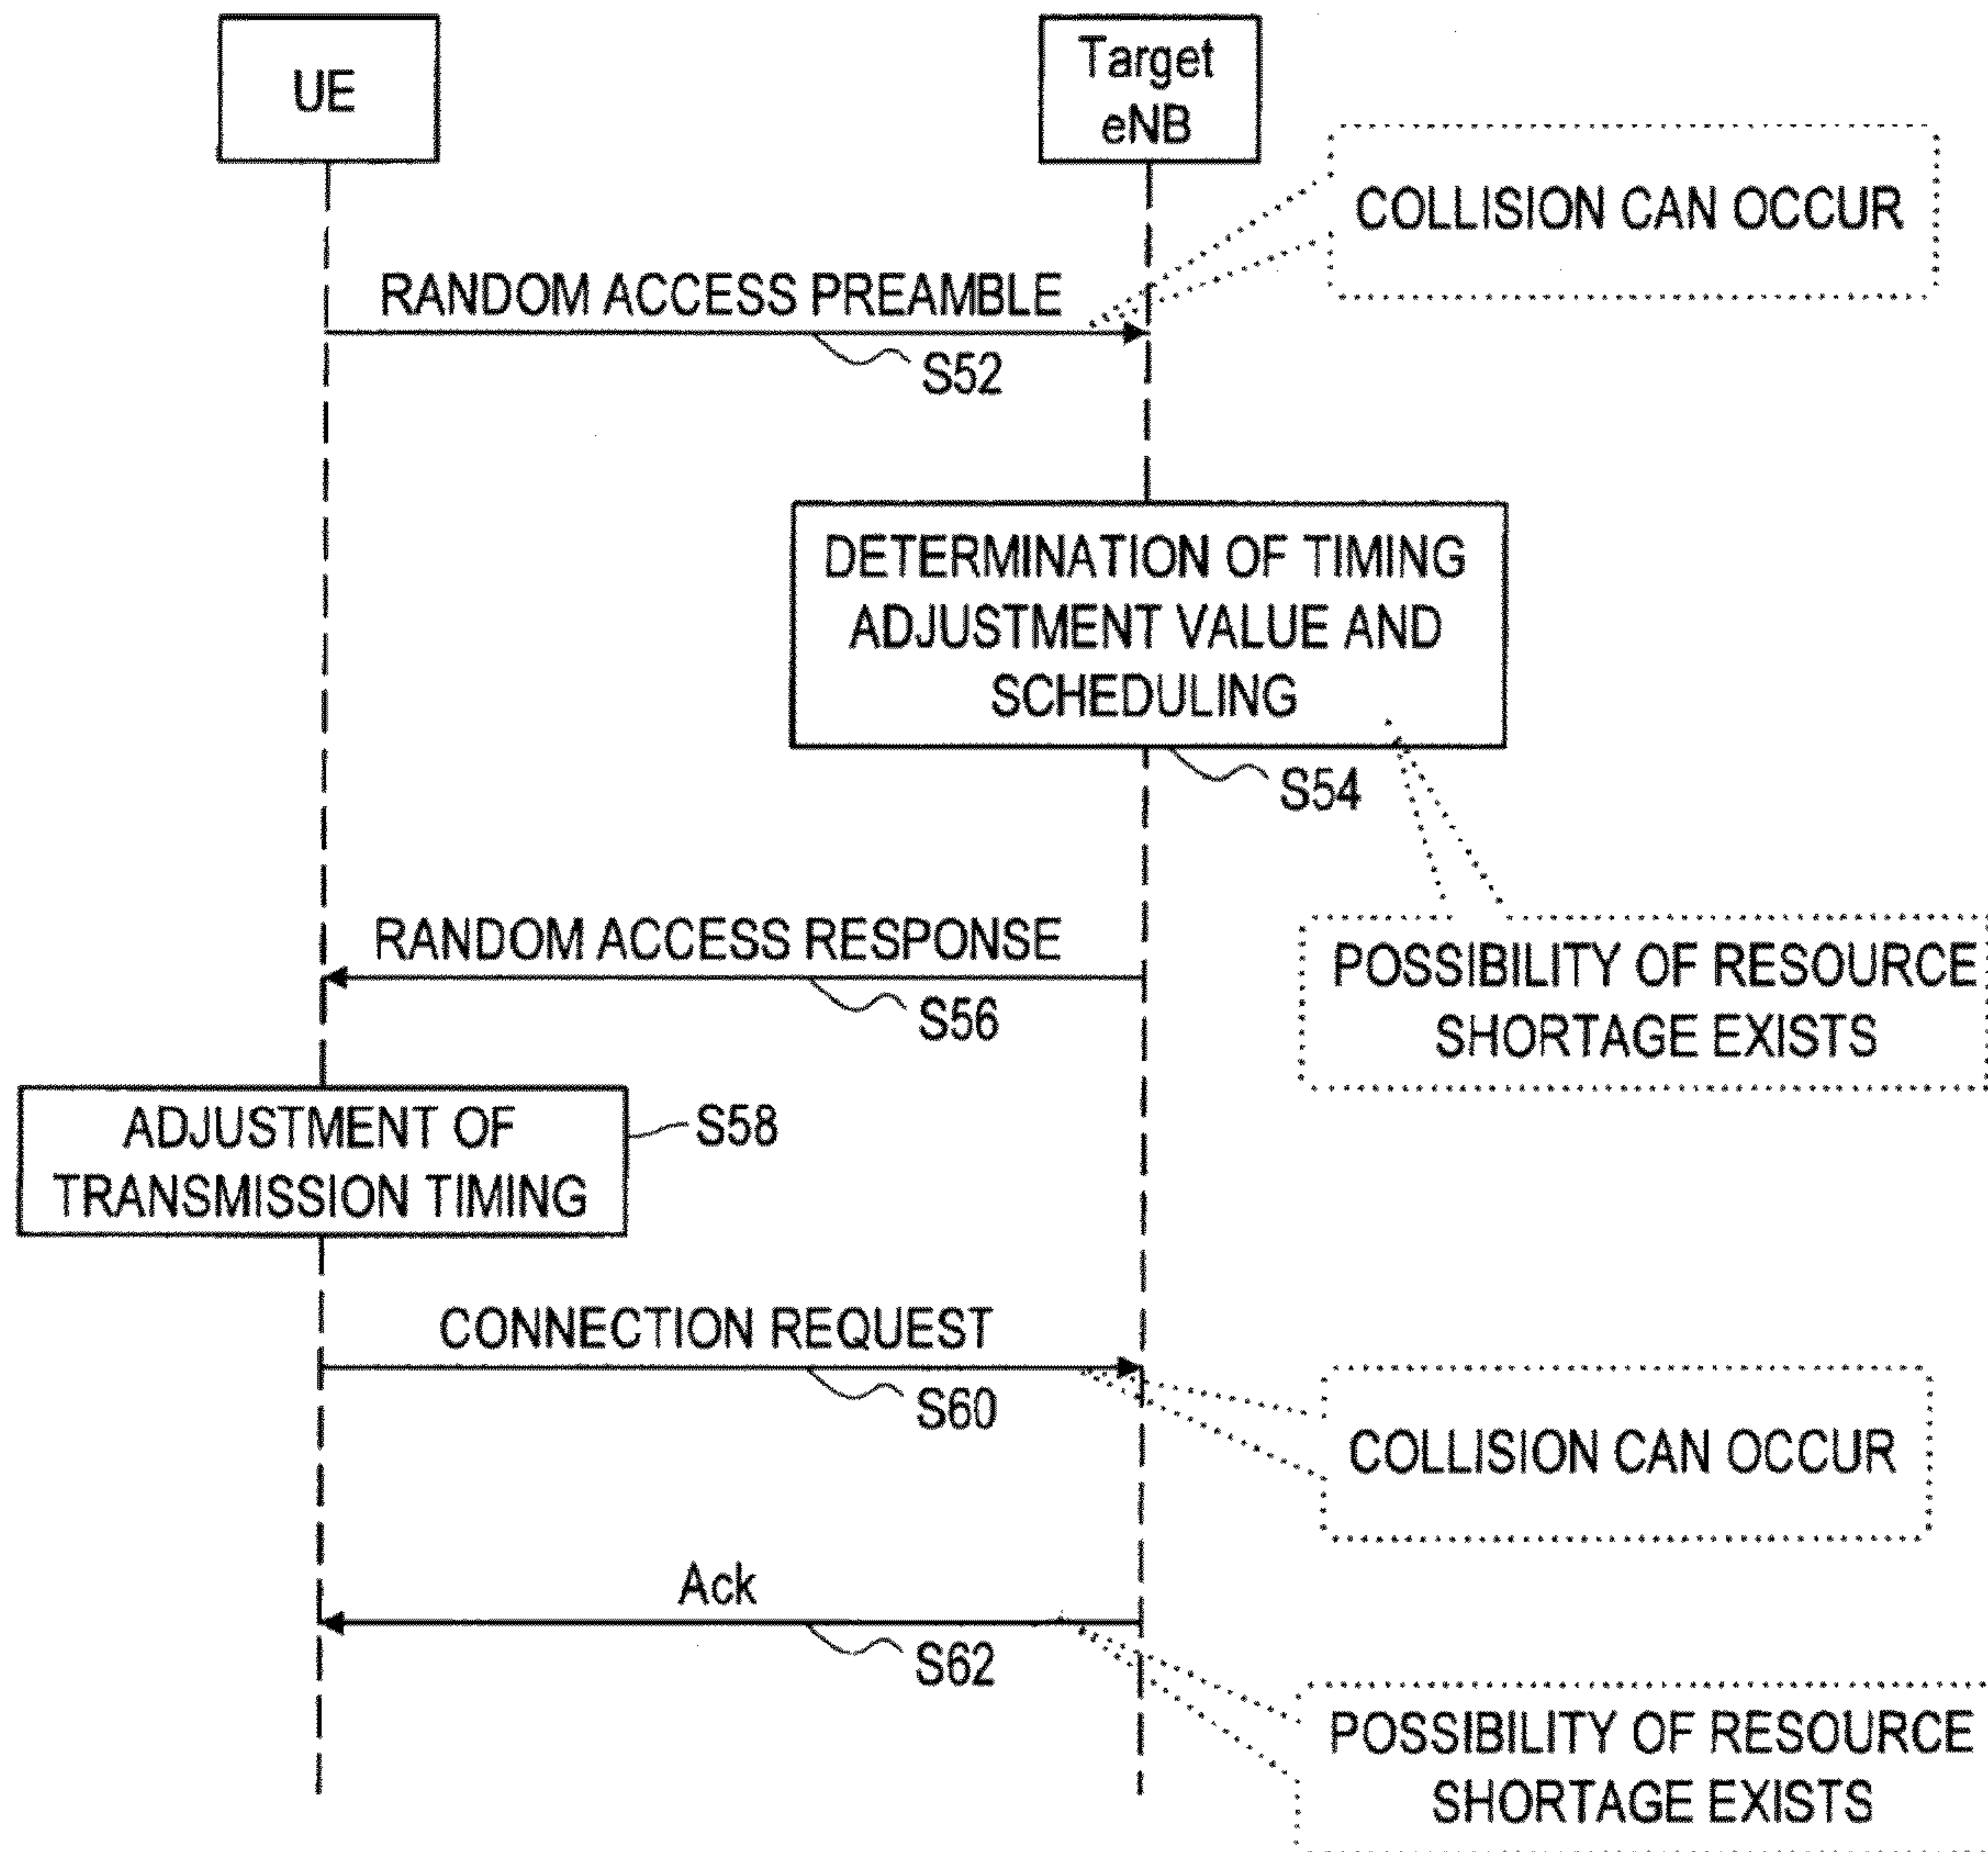 UE
Target
eNB
COLLISION CAN OCCUR
RANDOM ACCESS PREAMBLE
S52
DETERMINATION OF TIMING
ADJUSTMENT VALUE AND
SCHEDULING
S54
RANDOM ACCESS RESPONSE
S56
POSSIBILITY OF RESOURCE
SHORTAGE EXISTS
ADJUSTMENT OF
TRANSMISSION TIMING
S58
CONNECTION REQUEST
S60
COLLISION CAN OCCUR
Ack
S62
POSSIBILITY OF RESOURCE
SHORTAGE EXISTS